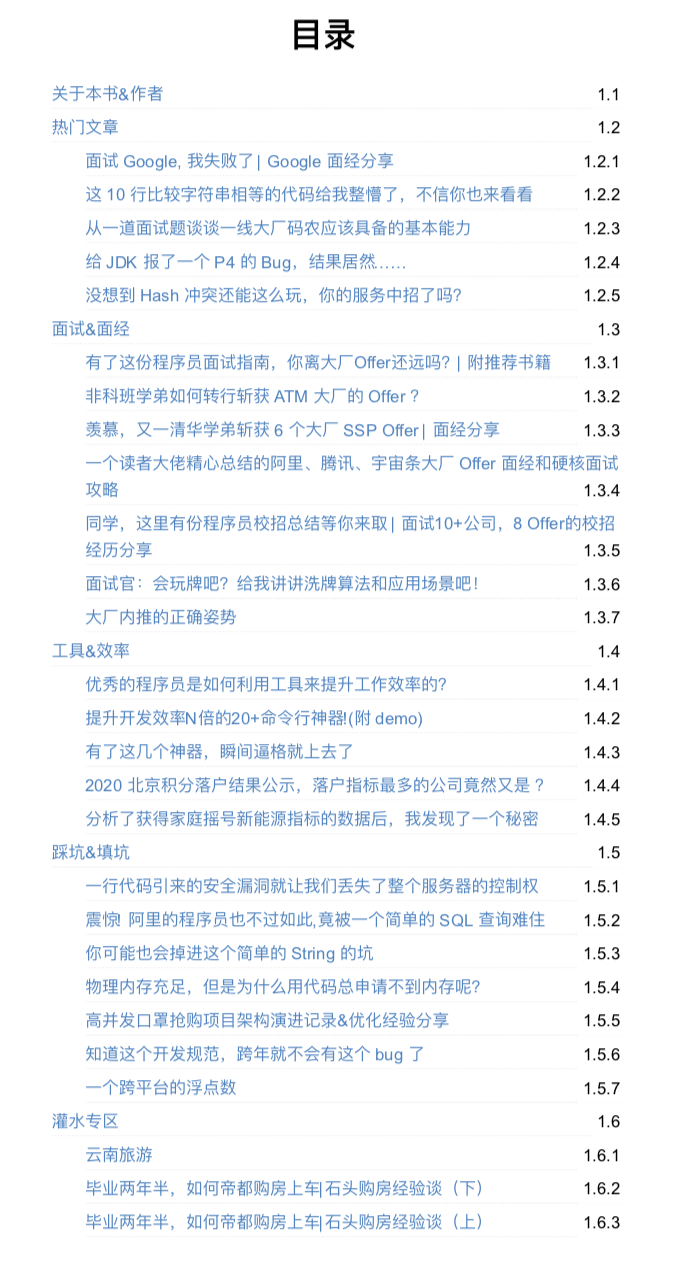 目录
关于本书&作者 1.1
热门文章 1.2
面试 Google, 我失败了| Google 面经分享 1.2.1
这 10 行比较字符串相等的代码给我整懵了，不信你也来看看 1.2.2
从一道面试题谈谈一线大厂码农应该具备的基本能力 1.2.3
给 JDK 报了一个 P4 的 Bug，结果居然…… 1.2.4
没想到 Hash 冲突还能这么玩，你的服务中招了吗？ 1.2.5
面试&面经 1.3
有了这份程序员面试指南，你离大厂Offer还远吗？| 附推荐书籍 1.3.1
非科班学弟如何转行斩获 ATM 大厂的 Offer ? 1.3.2
羡慕，又一清华学弟斩获 6 个大厂 SSP Offer| 面经分享 1.3.3
一个读者大佬精心总结的阿里、腾讯、宇宙条大厂 Offer 面经和硬核面试
攻略 1.3.4
同学，这里有份程序员校招总结等你来取| 面试10+公司，8 Offer的校招
经历分享 1.3.5
面试官：会玩牌吧？给我讲讲洗牌算法和应用场景吧！ 1.3.6
大厂内推的正确姿势 1.3.7
工具&效率 1.4
优秀的程序员是如何利用工具来提升工作效率的？ 1.4.1
提升开发效率N倍的20+命令行神器!(附 demo) 1.4.2
有了这几个神器，瞬间逼格就上去了 1.4.3
2020 北京积分落户结果公示，落户指标最多的公司竟然又是 ? 1.4.4
分析了获得家庭摇号新能源指标的数据后，我发现了一个秘密 1.4.5
踩坑&填坑 1.5
一行代码引来的安全漏洞就让我们丢失了整个服务器的控制权 1.5.1
震惊! 阿里的程序员也不过如此,竟被一个简单的 SQL 查询难住 1.5.2
你可能也会掉进这个简单的 String 的坑 1.5.3
物理内存充足，但是为什么用代码总申请不到内存呢？ 1.5.4
高并发口罩抢购项目架构演进记录&优化经验分享 1.5.5
知道这个开发规范，跨年就不会有这个 bug 了 1.5.6
一个跨平台的浮点数 1.5.7
灌水专区 1.6
云南旅游 1.6.1
毕业两年半，如何帝都购房上车|石头购房经验谈（下） 1.6.2
毕业两年半，如何帝都购房上车|石头购房经验谈（上） 1.6.3